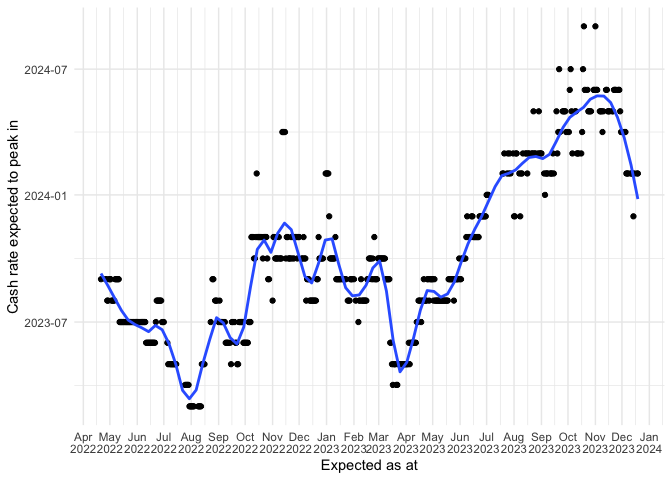 Cash rate expected to peak in
2024-07
2024-01
2023-07
Apr May Jun Jul Aug Sep Oct Nov Dec Jan Feb Mar Apr May Jun Jul Aug Sep Oct Nov Dec Jan
2022 2022 2022 2022 2022 2022 2022 2022 2022 2023 2023 2023 2023 2023 2023 2023 2023 2023 2023 2023 2023 2024
Expected as at